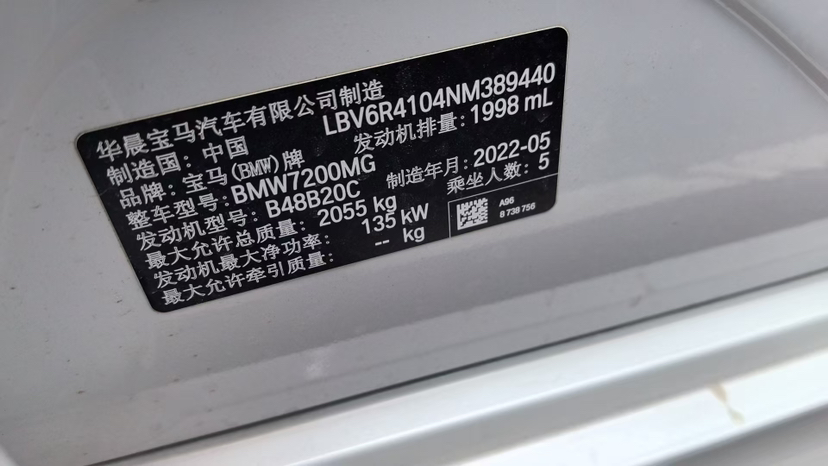 华晨宝马汽车有限公司制造
制造国: 中国 LBV6R4104NM389440
品牌: 宝马(BMW)牌 发动机排量: 1998 mL
整车型号: BMW7200MG
发动机型号: B48B20C 制造年月: 2022-05
最大允许总质量: 2055 kg 乘坐人数: 5
发动机最大净功率: 135 kW
最大允许牵引质量: -- kg
A96
8 738 756